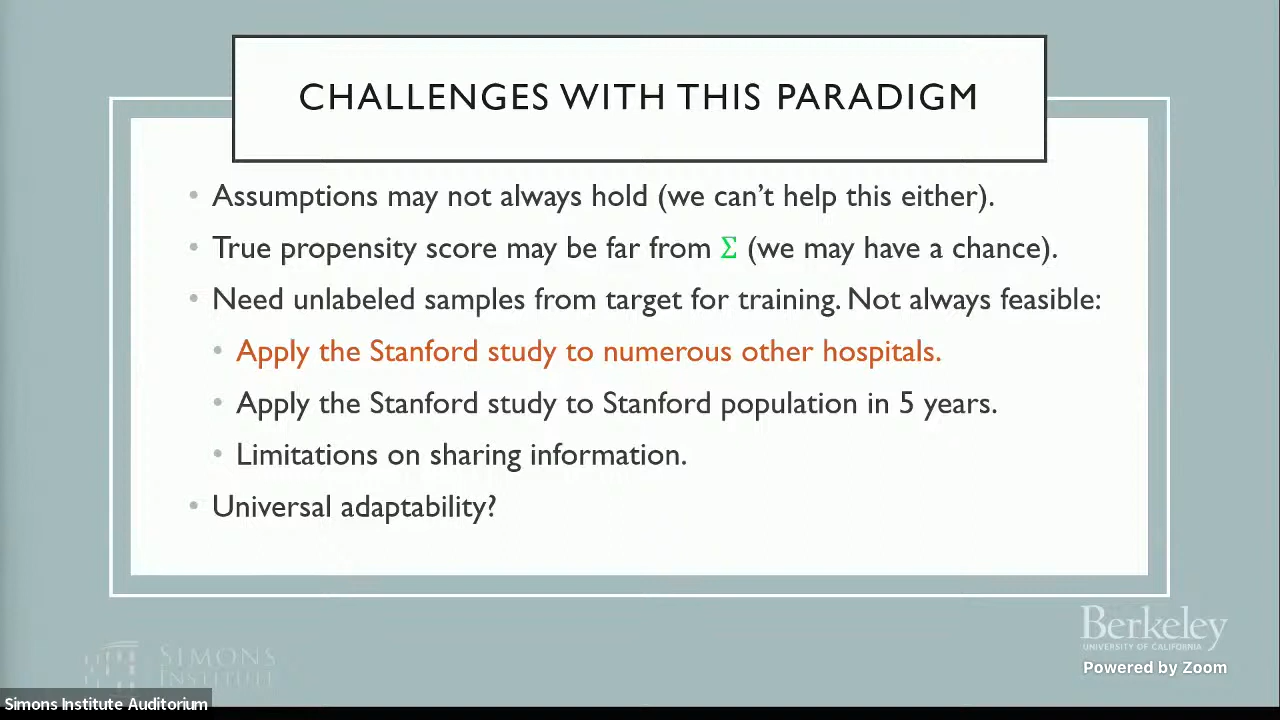 CHALLENGES WITH THIS PARADIGM
• Assumptions may not always hold (we can’t help this either).
• True propensity score may be far from Σ (we may have a chance).
• Need unlabeled samples from target for training. Not always feasible:
• Apply the Stanford study to numerous other hospitals.
• Apply the Stanford study to Stanford population in 5 years.
• Limitations on sharing information.
• Universal adaptability?
Berkeley
UNIVERSITY OF CALIFORNIA
Powered by Zoom
SIMONS
INSTITUTE
Simons Institute Auditorium